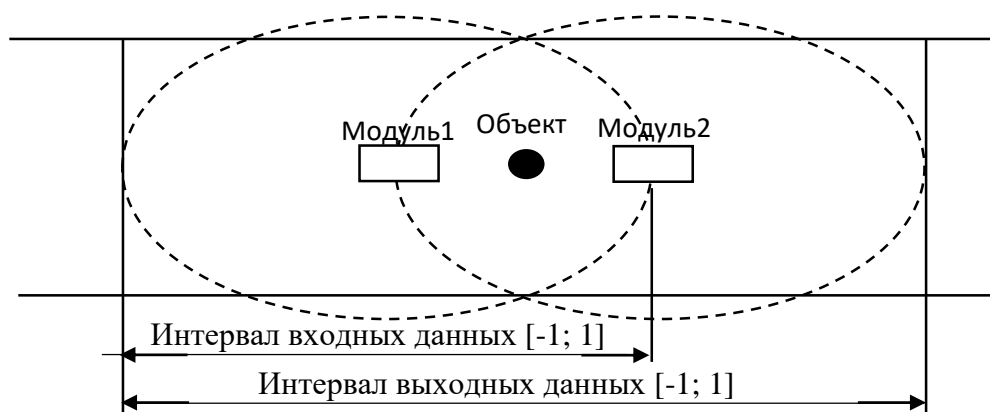 Модуль1 Объект Модуль2
Интервал входных данных [-1; 1]
Интервал выходных данных [-1; 1]